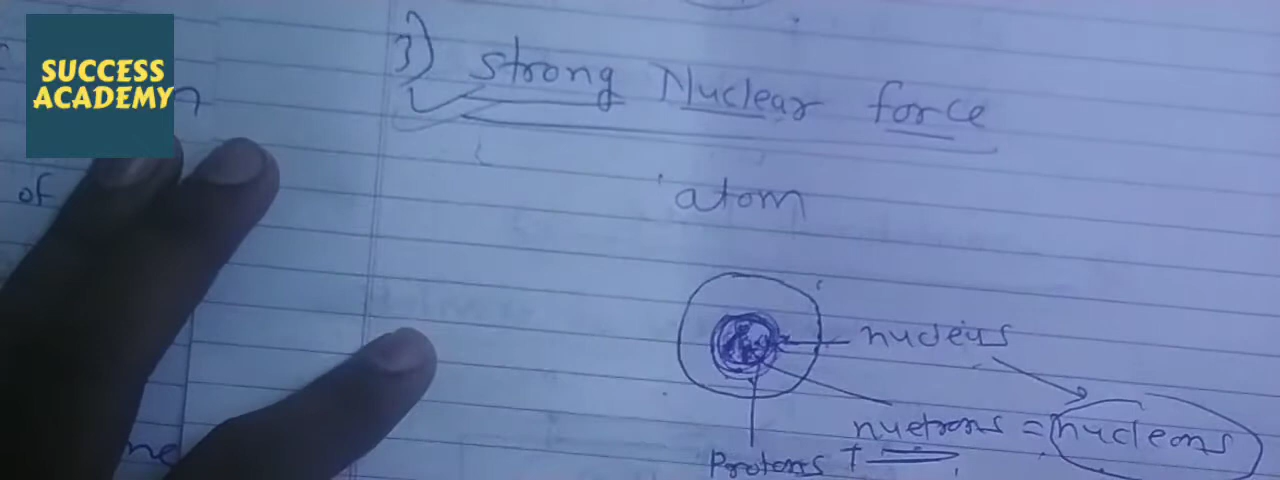 SUCCESS
ACADEMY
3) strong Nuclear force
of
atom
nucleus
nuetrons = nucleons
Protons +